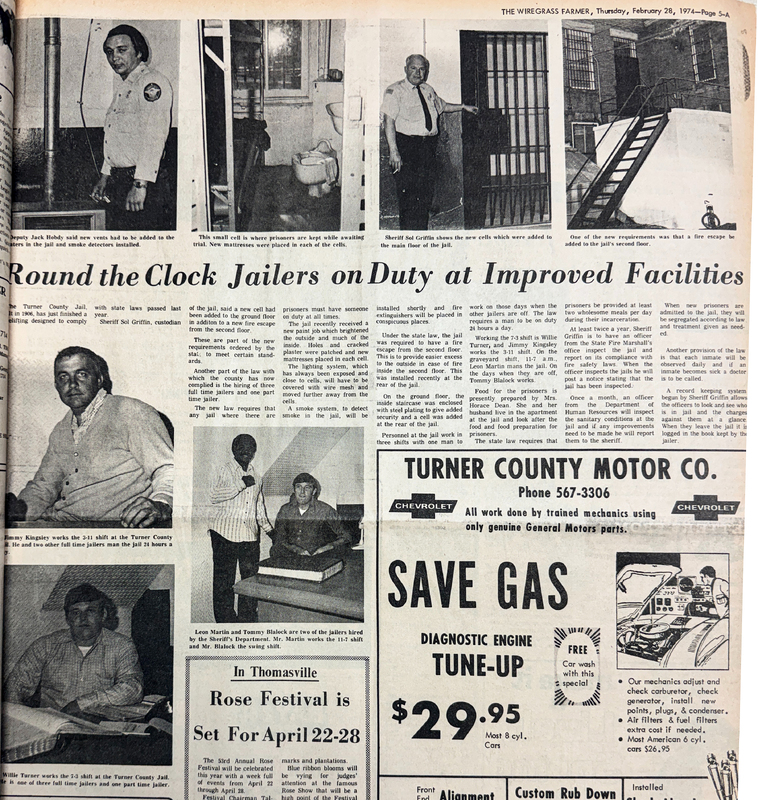 THE WIREGRASS FARMER, Thursday, February 28, 1974—Page 5-A
Deputy Jack Hobdy said new vents had to be added to the
in the jail and smoke detectors installed.
This small cell is where prisoners are kept while awaiting
trial. New mattresses were placed in each of the cells.
Sheriff Sol Griffin shows the new cells which were added to
the main floor of the jail.
One of the new requirements was that a fire escape be
added to the jail's second floor.
Round the Clock Jailers on Duty at Improved Facilities
The Turner County Jail,
in 1906, has just finished a
shifting designed to comply
with state laws passed last
year.
Sheriff Sol Griffin, custodian
of the jail, said a new cell had
been added to the ground floor
in additon to a new fire escape
from the second floor.
These are part of the new
requirements ordered by the
state, to meet certain stand-
ards.
Another part of the law with
which the county has now
complied is the hiring of three
full time jailers and one part
time jailer.
The new law requires that
any jail where there are
prisoners must have someone
on duty at all times.
The jail recently received a
new paint job which brightened
the outside and much of the
inside. Holes and cracked
plaster were patched and new
mattresses placed in each cell.
The lighting system, which
has always been exposed and
close to cells, will have to be
covered with wire mesh and
moved further away from the
cells.
A smoke system, to detect
smoke in the jail, will be
installed shortly and fire
extinguishers will be placed in
conspicuous places.
Under the state law, the jail
was required to have a fire
escape from the second floor.
This is to provide easier excess
to the outside in case of fire
inside the second floor. This
was installed recently at the
rear of the jail.
On the ground floor, the
inside staircase was enclosed
with steel plating to give added
security and a cell was added
at the rear of the jail.
Personnel at the jail work in
three shifts with one man to
work on those days when the
other jailers are off. The law
requires a man to be on duty
24 hours a day.
Working the 7-3 shift is Willie
Turner, and Jimmy Kingsley
works the 3-11 shift. On the
graveyard shift, 11-7 a.m.
Leon Martin mans the jail. On
the days when they are off,
Tommy Blalock works.
Food for the prisoners is
presently prepared by Mrs.
Horace Dean. She and her
husband live in the apartment
at the jail and look after the
food and food preparation for
prisoners.
The state law requires that
prisoners be provided at least
two wholesome meals per day
during their incarceration.
At least twice a year, Sheriff
Griffin is to have an officer
from the State Fire Marshall's
office inspect the jail and
report on its compliance with
fire safety laws. When the
officer inspects the jail he will
post a notice stating that the
jail has been inspected.
Once a month, an officer
from the Department of
Human Resources will inspect
the sanitary conditions at the
jail and if any improvements
need to be made he will report
them to the sheriff.
When new prisoners are
admitted to the jail, they will
be segregated according to law
and treatment given as need-
ed.
Another provision of the law
is that each inmate will be
observed daily and if an
inmate becomes sick a doctor
is to be called.
A record keeping system
begun by Sheriff Griffin allows
the officers to look and see who
is in jail and the charges
against them at a glance.
When they leave the jail it is
logged in the book kept by the
jailer.
Jimmy Kingsley works the 3-11 shift at the Turner County
He and two other full time jailers man the jail 24 hours a
Leon Martin and Tommy Blalock are two of the jailers hired
by the Sheriff's Department. Mr. Martin works the 11-7 shift
and Mr. Blalock the swing shift.
Willie Turner works the 7-3 shift at the Turner County Jail.
He is one of three full time jailers and one part time jailer.
In Thomasville
Rose Festival is
Set For April 22-28
The 53rd Annual Rose
Festival will be celebrated
this year with a week full
of events from April 22
through April 28.
Festival Chairman Tal-
marks and plantations.
Blue ribbon blooms will
be vying for judges'
attention at the famous
Rose Show that will be a
high point of the Festival
TURNER COUNTY MOTOR CO.
Phone 567-3306
CHEVROLET
All work done by trained mechanics using
only genuine General Motors parts.
CHEVROLET
SAVE GAS
DIAGNOSTIC ENGINE
TUNE-UP
FREE
Car wash
with this
special
$29.95
Most 8 cyl.
Cars
• Our mechanics adjust and
check carburetor, check
generator, install new
points, plugs, & condenser.
• Air filters & fuel filters
extra cost if needed.
• Most American 6 cyl.
cars $26.95
Front
End
Alignment
Custom Rub Down
Installed